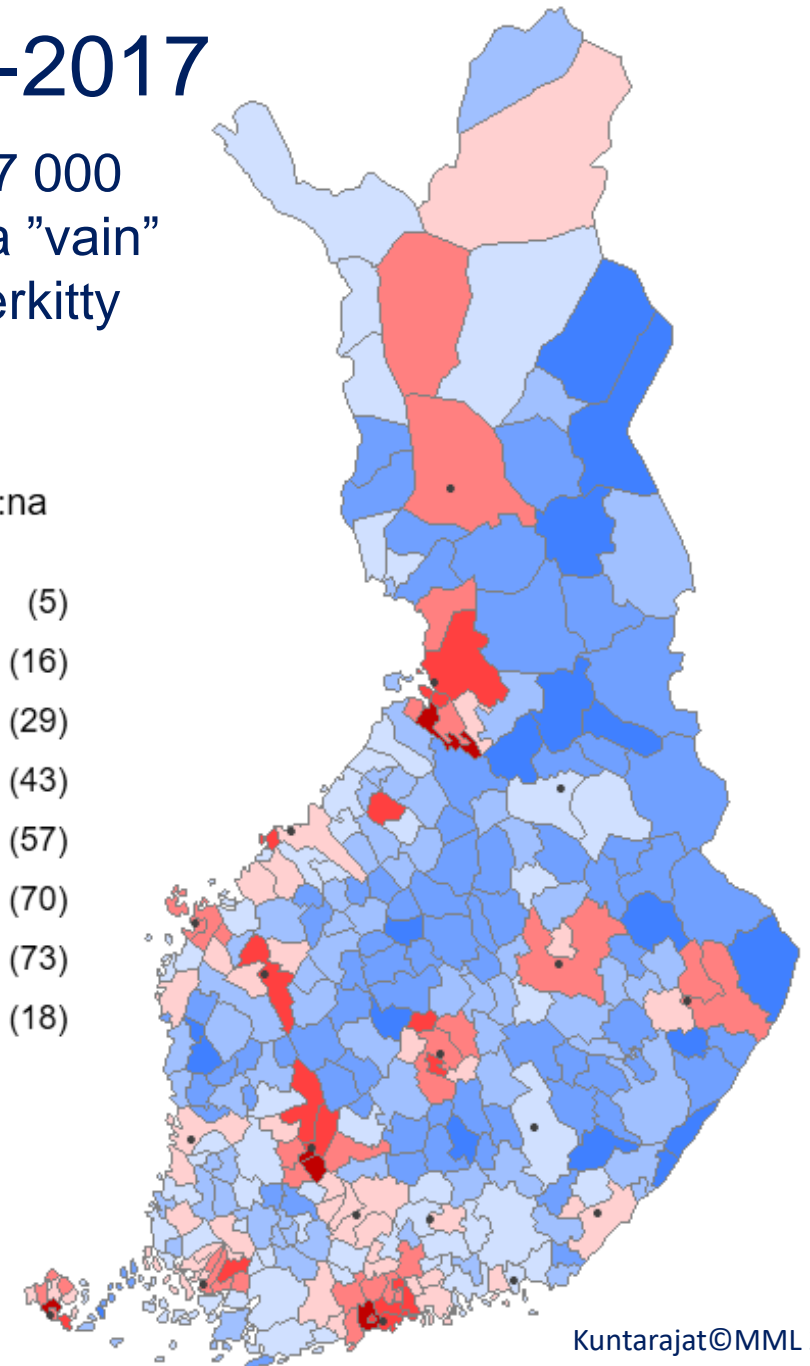 -2017
7 000
a ”vain”
erkitty
:na
(5)
(16)
(29)
(43)
(57)
(70)
(73)
(18)
Kuntarajat©MML